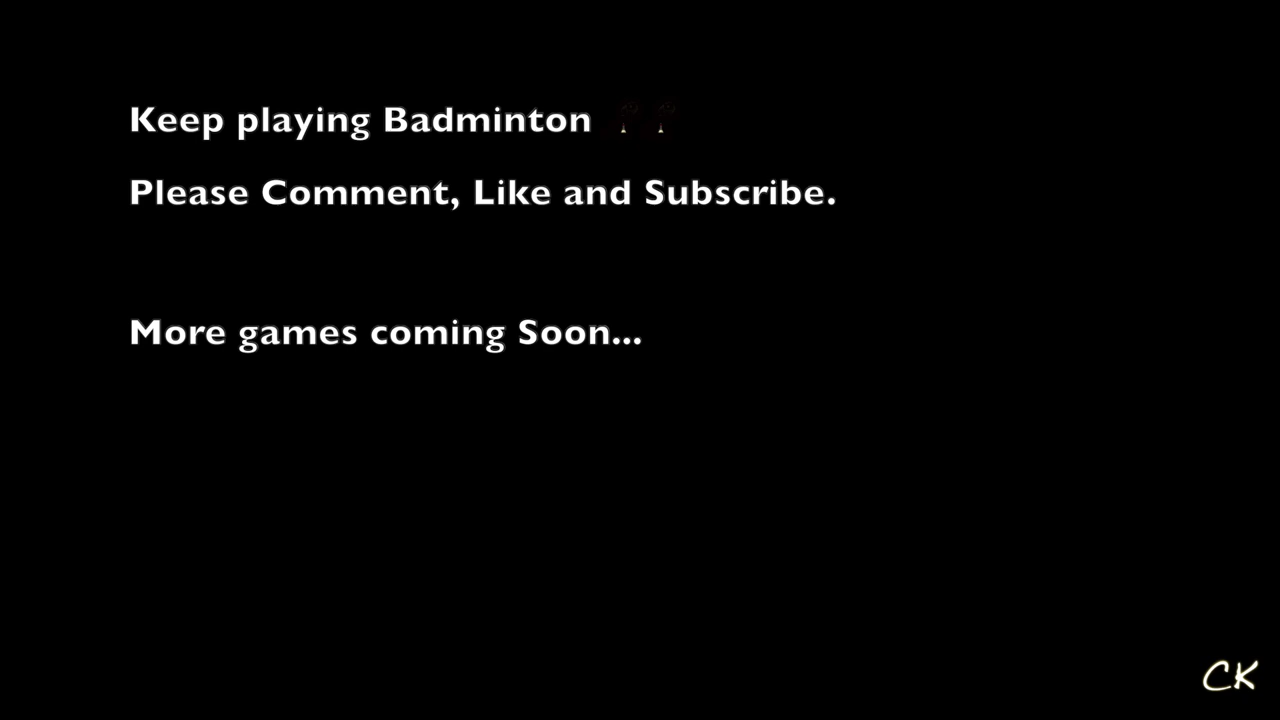 Keep playing Badminton
Please Comment, Like and Subscribe.
More games coming Soon...
CK